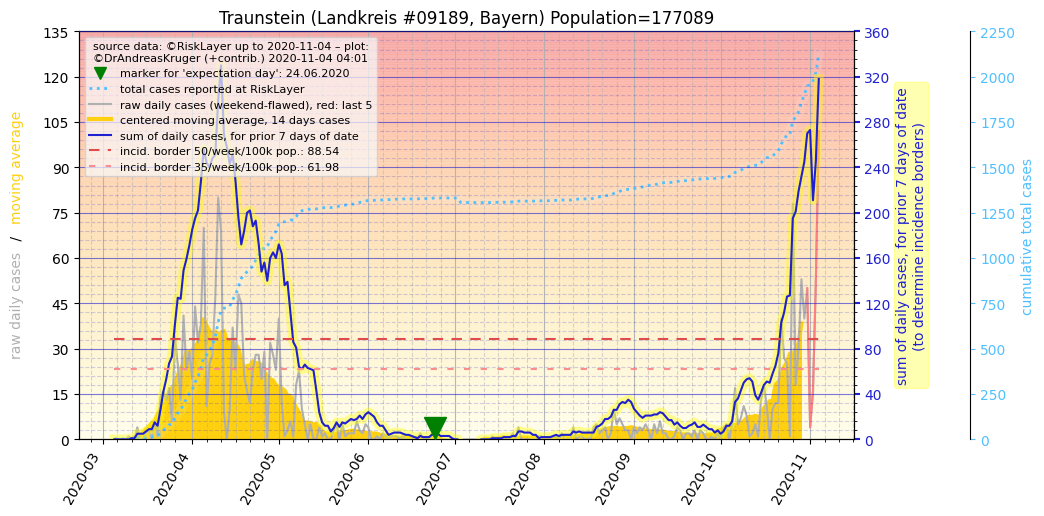 Traunstein (Landkreis #09189, Bayern) Population=177089
source data: ©RiskLayer up to 2020-11-04 – plot:
©DrAndreasKruger (+contrib.) 2020-11-04 04:01
marker for 'expectation day': 24.06.2020
total cases reported at RiskLayer
raw daily cases (weekend-flawed), red: last 5
centered moving average, 14 days cases
sum of daily cases, for prior 7 days of date
incid. border 50/week/100k pop.: 88.54
incid. border 35/week/100k pop.: 61.98
raw daily cases / moving average
135
120
105
90
75
60
45
30
15
0
2020-03
2020-04
2020-05
2020-06
2020-07
2020-08
2020-09
2020-10
2020-11
360
320
280
240
200
160
120
80
40
0
sum of daily cases, for prior 7 days of date
(to determine incidence borders)
2250
2000
1750
1500
1250
1000
750
500
250
0
cumulative total cases